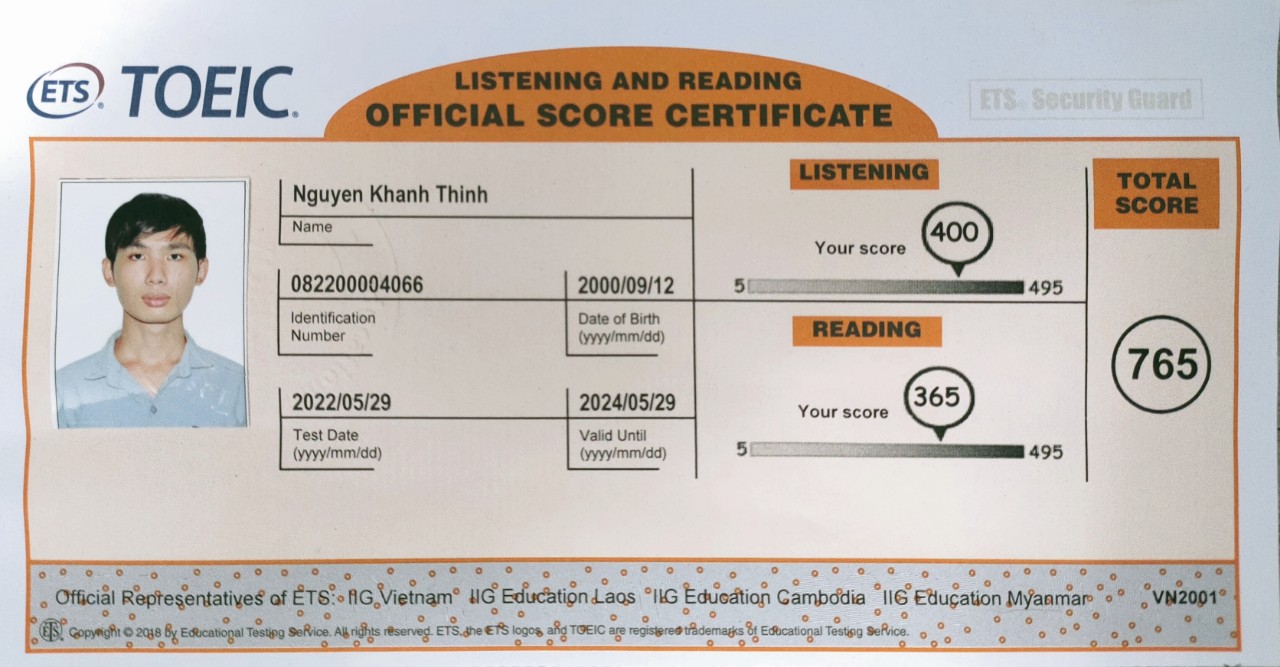 ETS® TOEIC®
LISTENING AND READING
OFFICIAL SCORE CERTIFICATE
ETS® Security Guard
Nguyen Khanh Thinh
Name
082200004066
Identification
Number
2000/09/12
Date of Birth
(yyyy/mm/dd)
2022/05/29
Test Date
(yyyy/mm/dd)
2024/05/29
Valid Until
(yyyy/mm/dd)
LISTENING
Your score 400
5 495
READING
Your score 365
5 495
TOTAL
SCORE
765
Official Representatives of ETS: IIG Vietnam IIG Education Laos IIG Education Cambodia IIG Education Myanmar VN2001
ETS Copyright © 2018 by Educational Testing Service. All rights reserved. ETS, the ETS logos, and TOEIC are registered trademarks of Educational Testing Service.